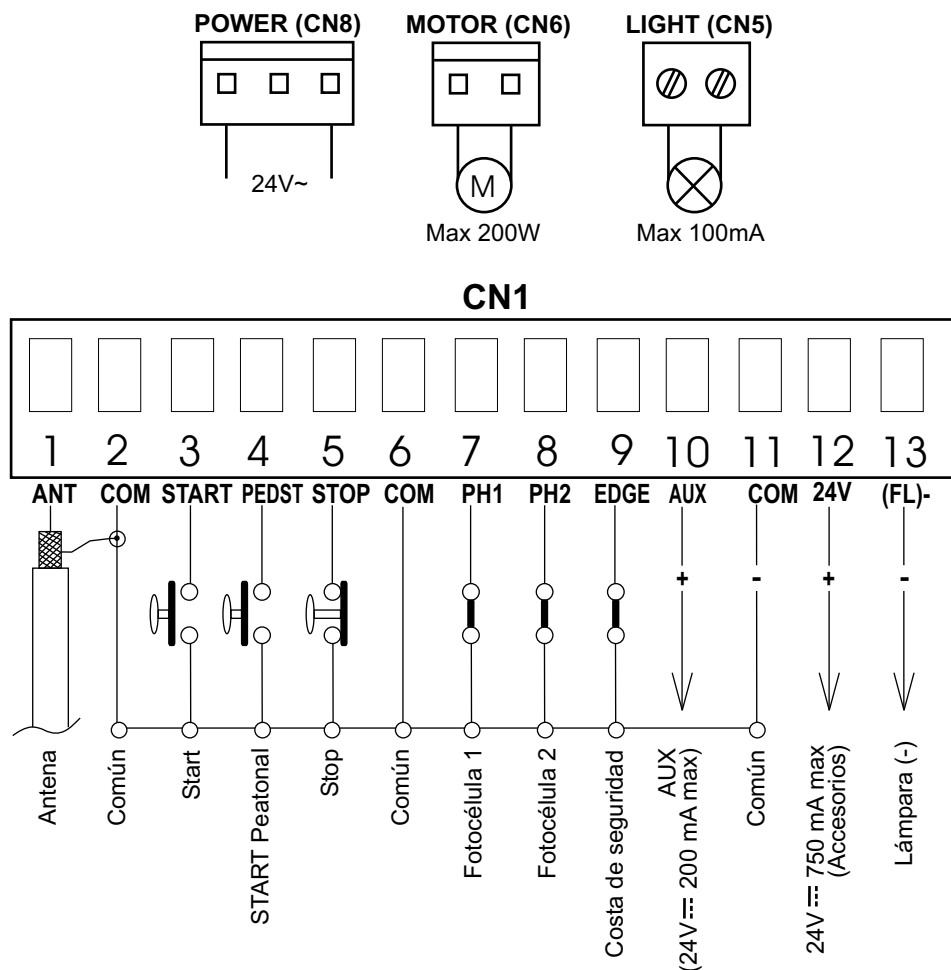 POWER (CN8)
MOTOR (CN6)
LIGHT (CN5)
24V~
M
Max 200W
Max 100mA
CN1
1 2 3 4 5 6 7 8 9 10 11 12 13
ANT COM START PEDST STOP COM PH1 PH2 EDGE AUX COM 24V (FL)-
+ - + -
Antena
Común
Start
START Peatonal
Stop
Común
Fotocélula 1
Fotocélula 2
Costa de seguridad
AUX
(24V⎓ 200 mA max)
Común
24V⎓ 750 mA max
(Accesorios)
Lámpara (-)